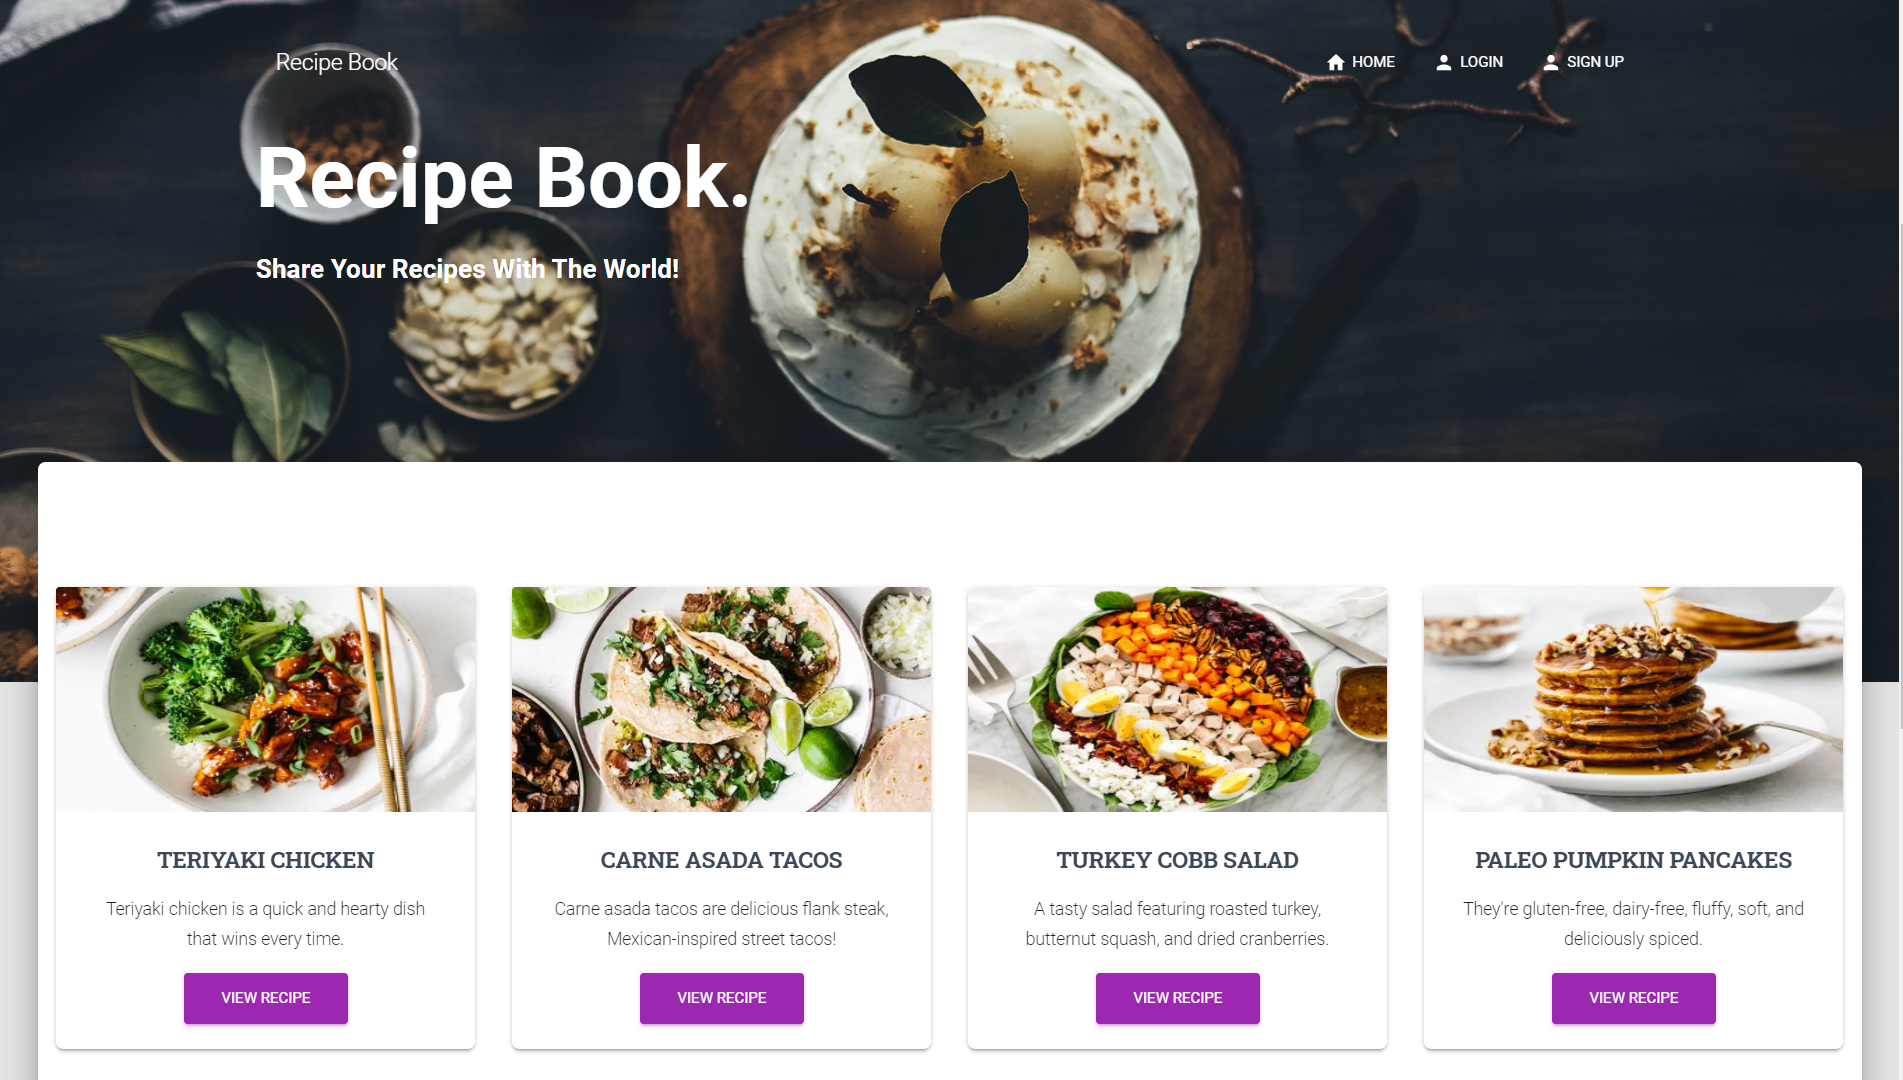 Recipe Book
HOME
LOGIN
SIGN UP
Recipe Book.
Share Your Recipes With The World!
TERIYAKI CHICKEN
Teriyaki chicken is a quick and hearty dish
that wins every time.
VIEW RECIPE
CARNE ASADA TACOS
Carne asada tacos are delicious flank steak,
Mexican-inspired street tacos!
VIEW RECIPE
TURKEY COBB SALAD
A tasty salad featuring roasted turkey,
butternut squash, and dried cranberries.
VIEW RECIPE
PALEO PUMPKIN PANCAKES
They're gluten-free, dairy-free, fluffy, soft, and
deliciously spiced.
VIEW RECIPE